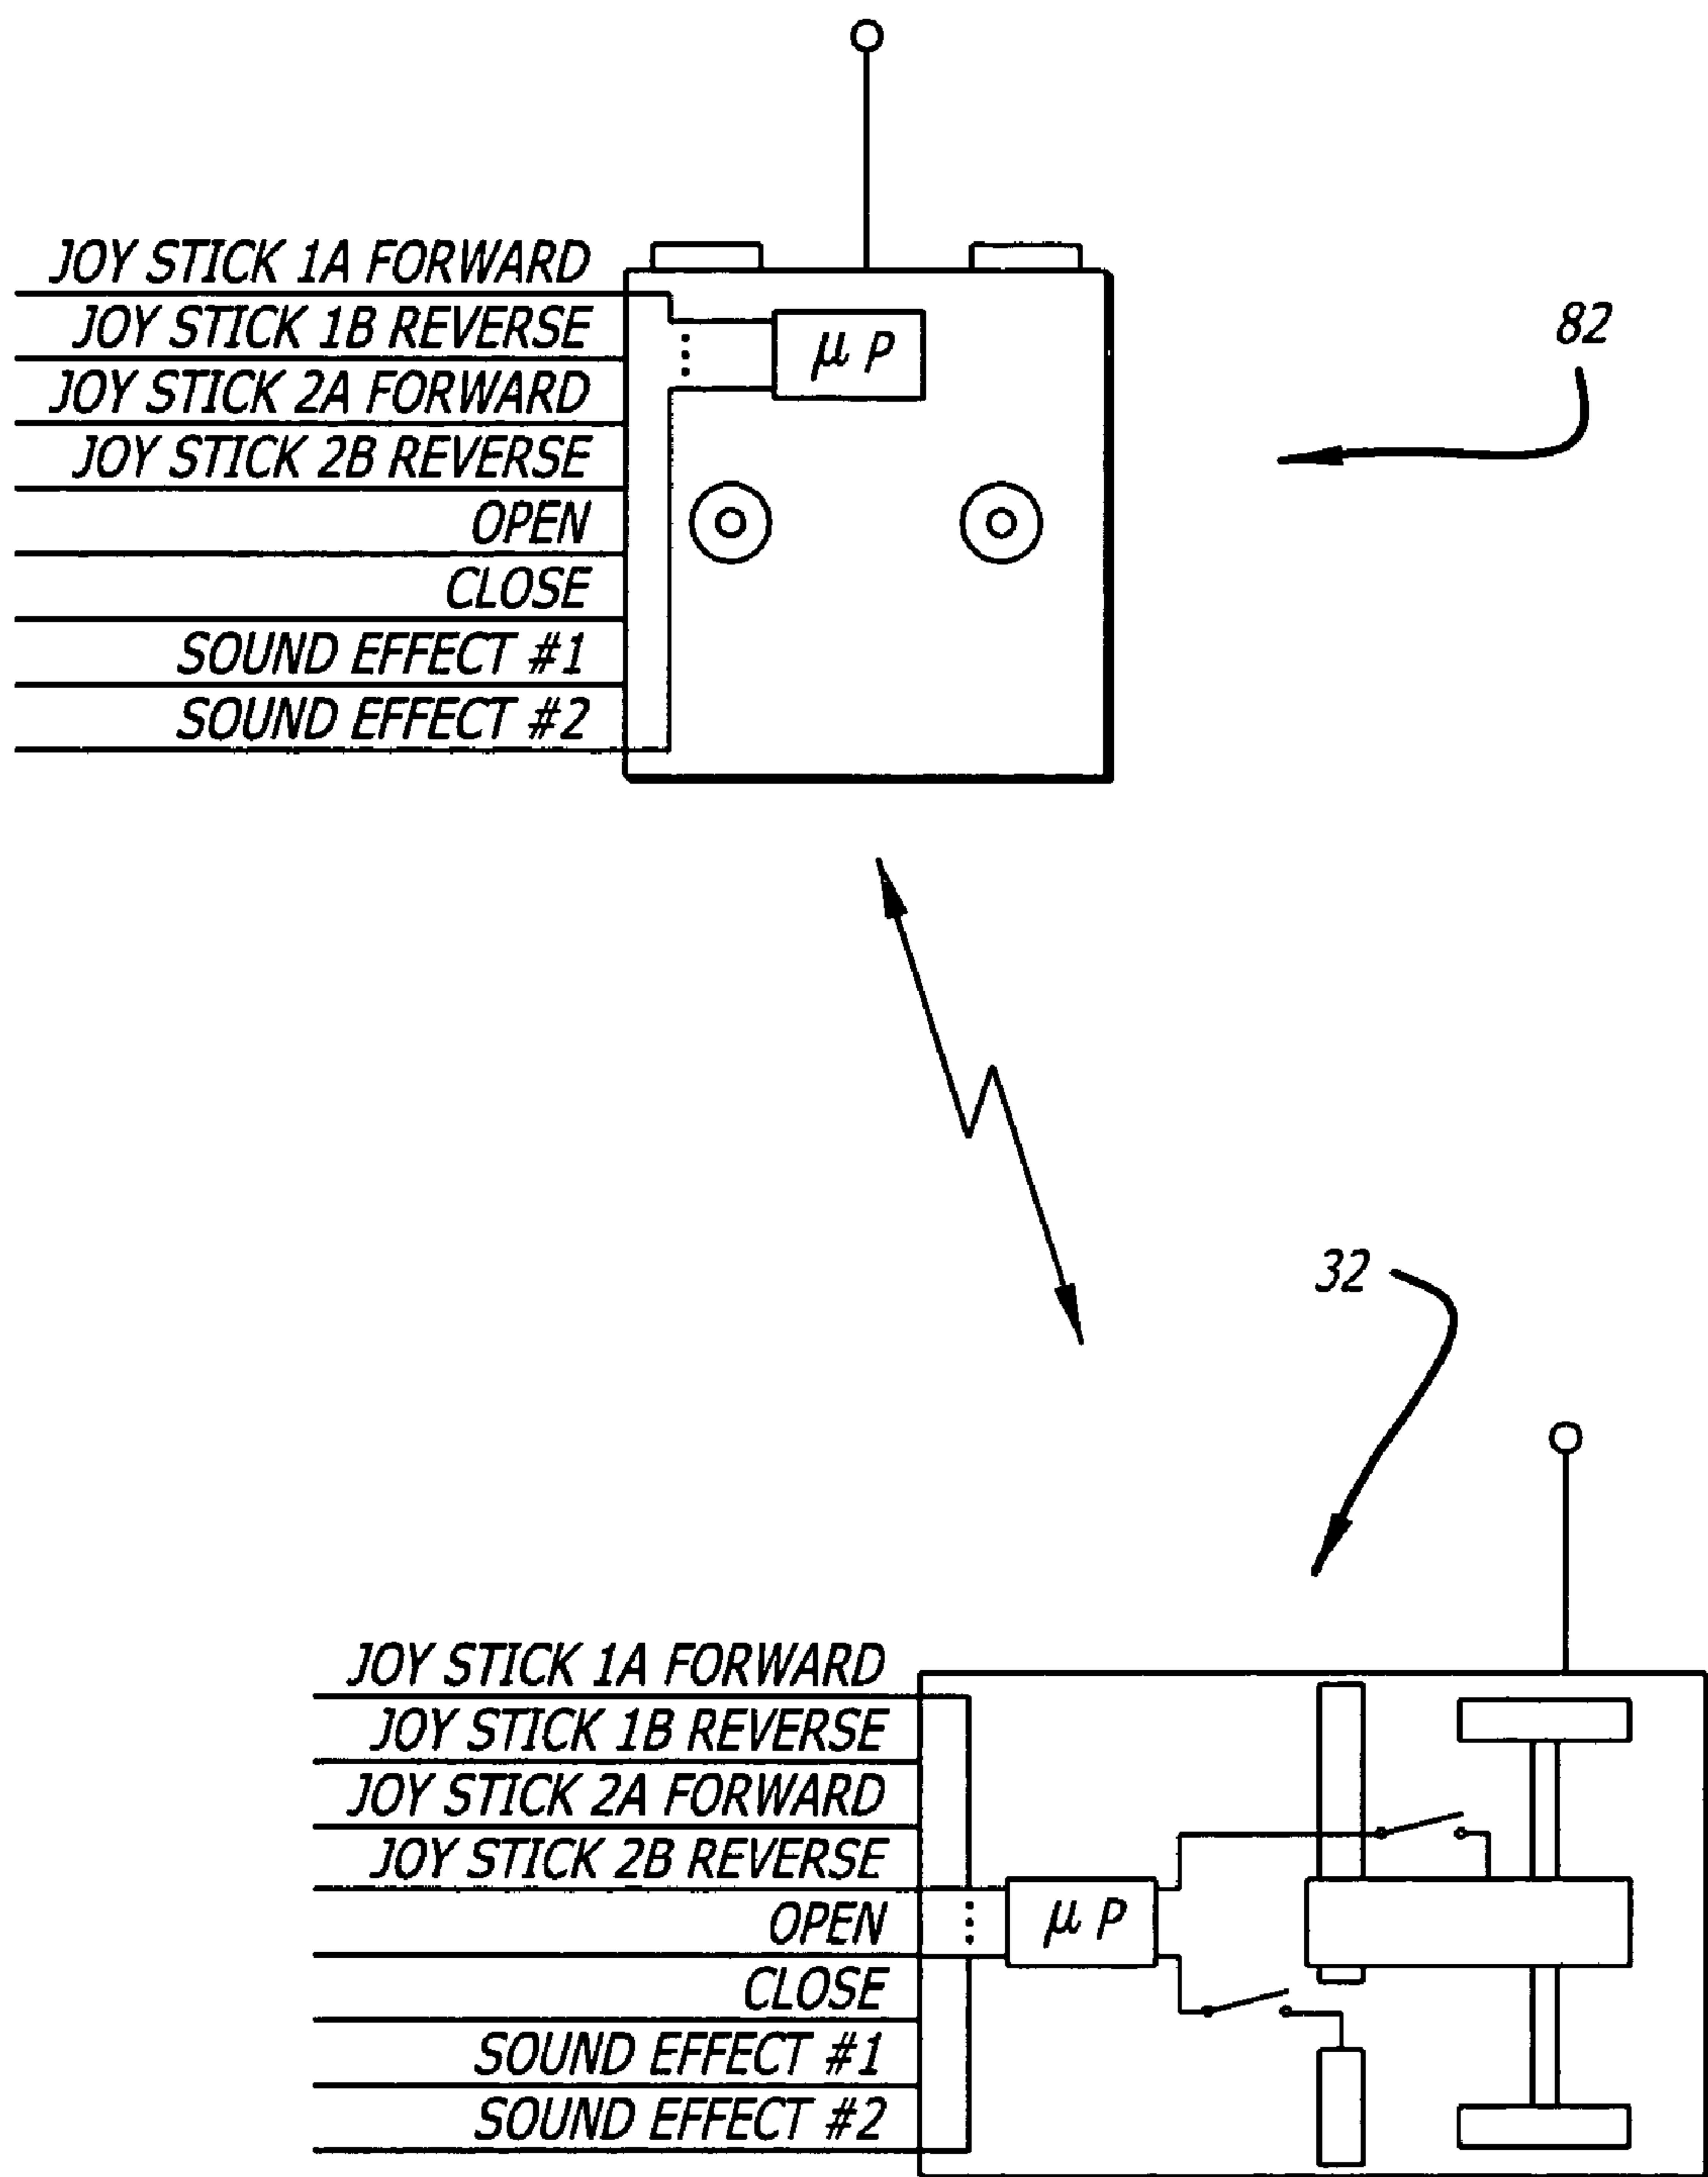 JOY STICK 1A FORWARD
JOY STICK 1B REVERSE
JOY STICK 2A FORWARD
JOY STICK 2B REVERSE
OPEN
CLOSE
SOUND EFFECT #1
SOUND EFFECT #2
μ P
82
32
JOY STICK 1A FORWARD
JOY STICK 1B REVERSE
JOY STICK 2A FORWARD
JOY STICK 2B REVERSE
OPEN
CLOSE
SOUND EFFECT #1
SOUND EFFECT #2
μ P